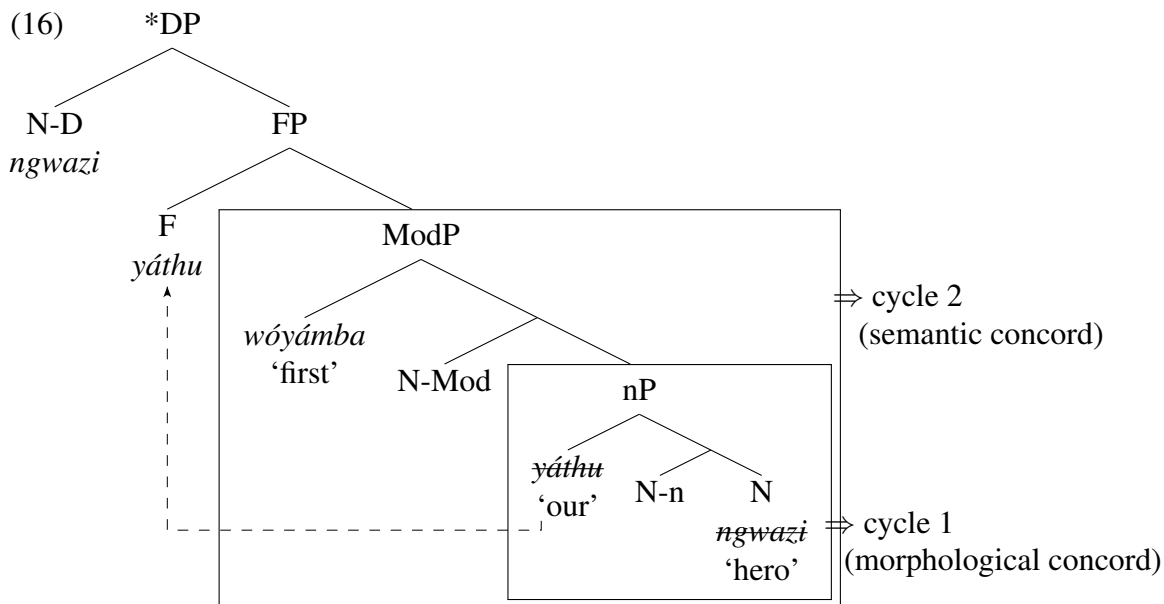 (16) *DP
N-D FP
ngwazi
F ModP
yáthu
⇒ cycle 2
wóyámba (semantic concord)
‘first’ N-Mod nP
yáthu N-n N
‘our’ ngwazi ⇒ cycle 1
‘hero’ (morphological concord)